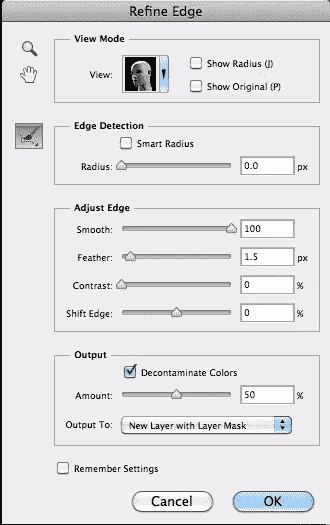 Refine Edge
View Mode
View:
Show Radius (J)
Show Original (P)
Edge Detection
Smart Radius
Radius: 0.0 px
Adjust Edge
Smooth: 100
Feather: 1.5 px
Contrast: 0 %
Shift Edge: 0 %
Output
Decontaminate Colors
Amount: 50 %
Output To: New Layer with Layer Mask
Remember Settings
Cancel OK